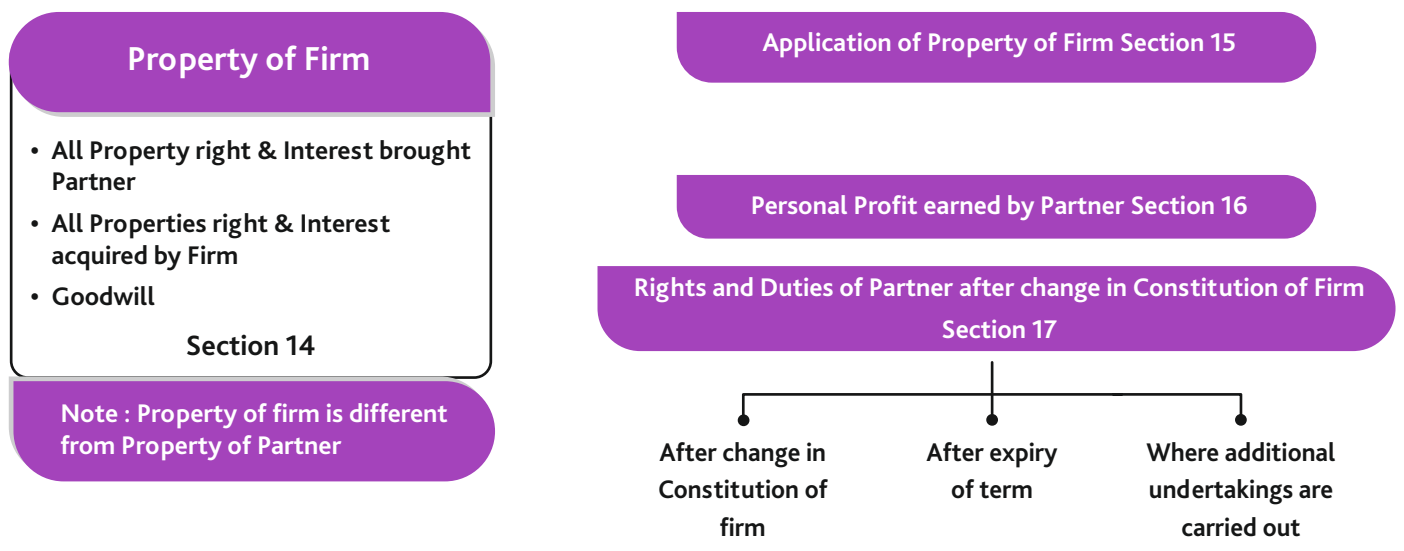 Property of Firm
• All Property right & Interest brought
Partner
• All Properties right & Interest
acquired by Firm
• Goodwill
Section 14
Note : Property of firm is different
from Property of Partner
Application of Property of Firm Section 15
Personal Profit earned by Partner Section 16
Rights and Duties of Partner after change in Constitution of Firm
Section 17
After change in
Constitution of
firm
After expiry
of term
Where additional
undertakings are
carried out